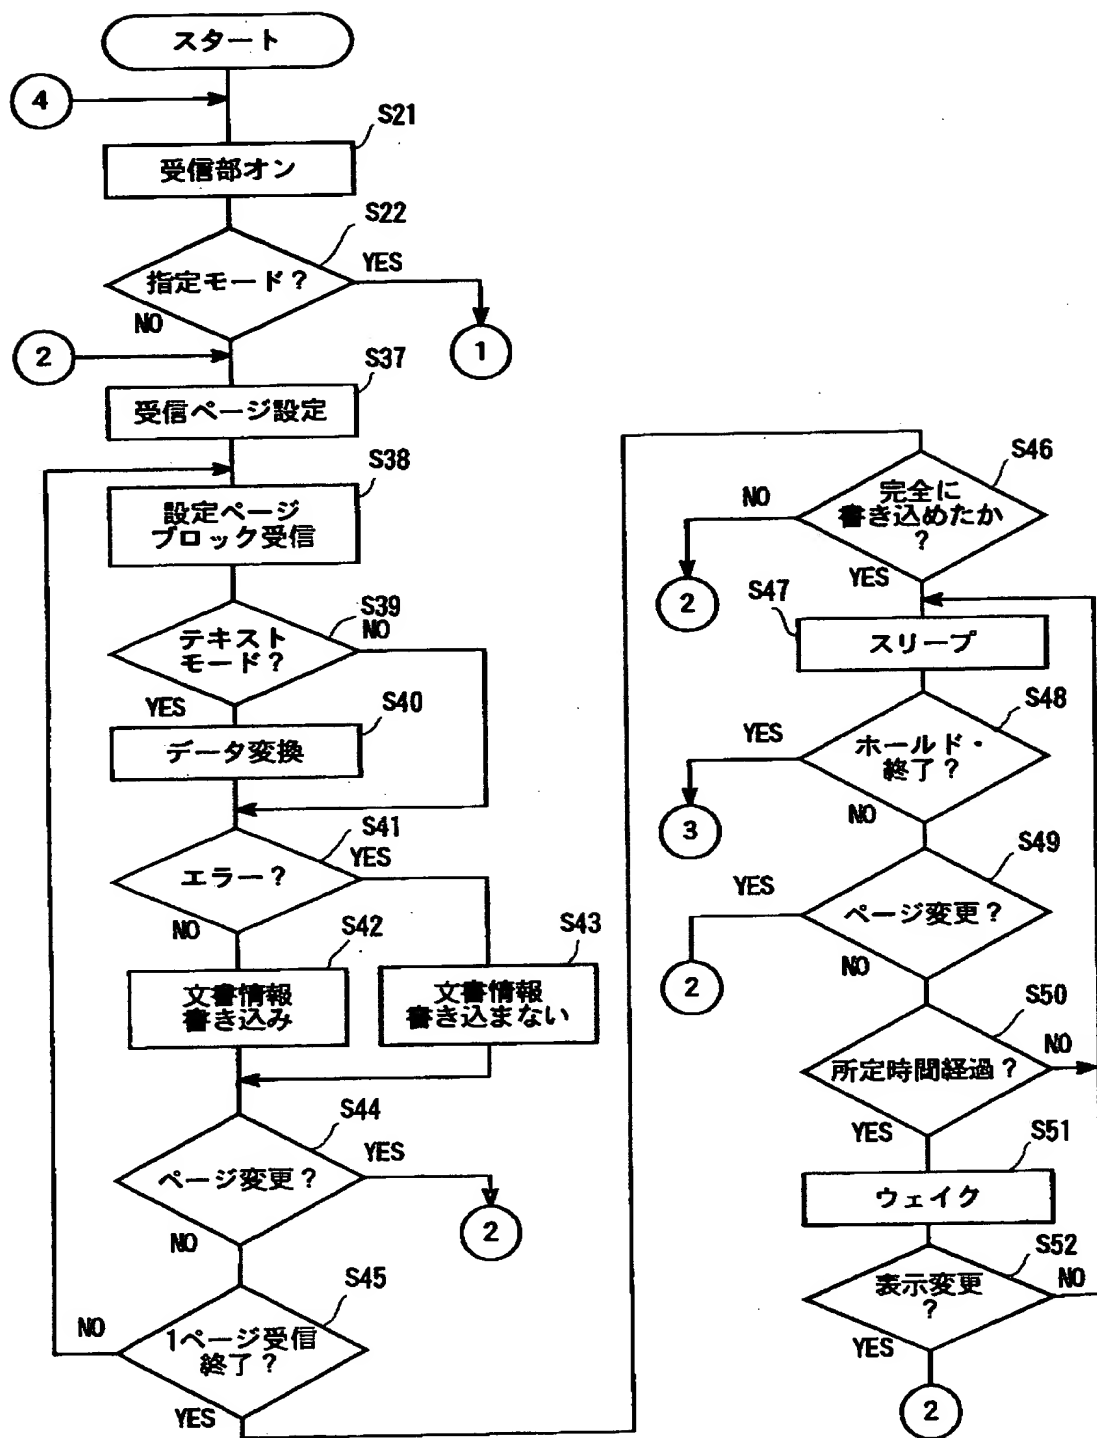 スタート
4
S21
受信部オン
S22
指定モード？
YES
NO
1
2
S37
受信ページ設定
S38
設定ページ
ブロック受信
S39
テキスト
モード？
NO
YES
S40
データ変換
S41
エラー？
YES
NO
S42
文書情報
書き込み
S43
文書情報
書き込まない
S44
ページ変更？
YES
2
NO
S45
1ページ受信
終了？
NO
YES
S46
完全に
書き込めたか
？
NO
2
YES
S47
スリープ
S48
ホールド・
終了？
YES
3
NO
S49
ページ変更？
YES
2
NO
S50
所定時間経過？
NO
YES
S51
ウェイク
S52
表示変更
？
NO
YES
2